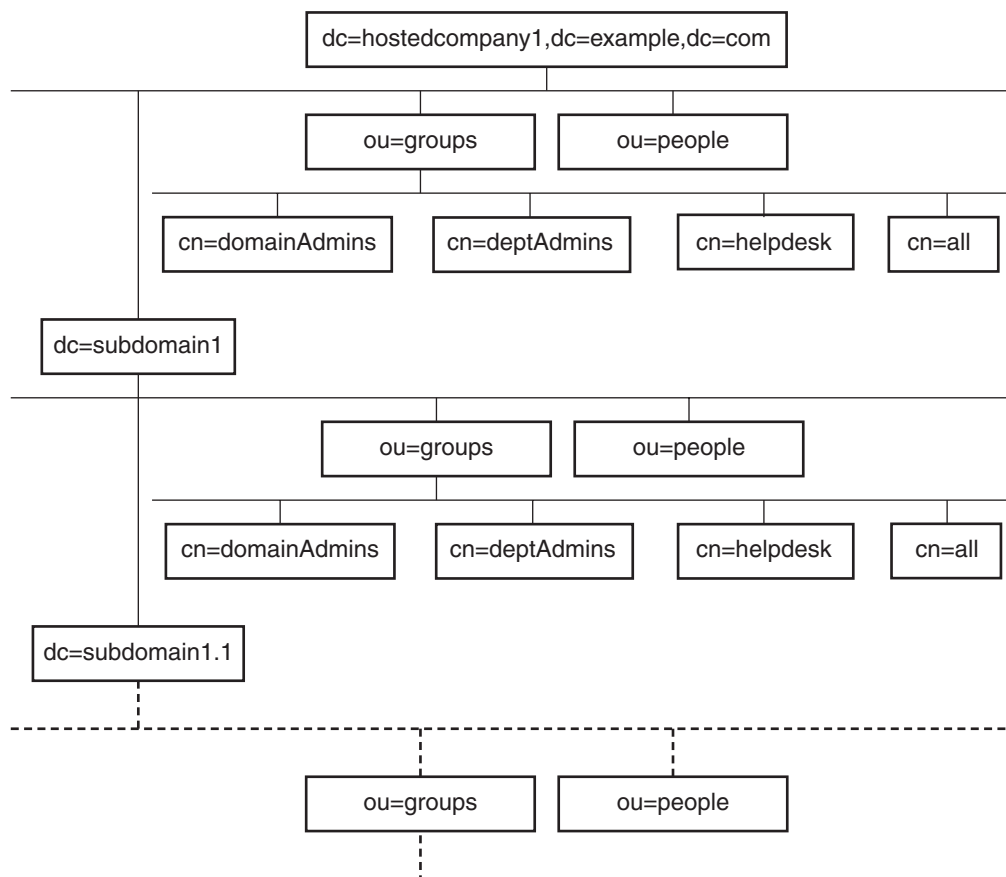 dc=hostedcompany1,dc=example,dc=com
ou=groups
ou=people
cn=domainAdmins
cn=deptAdmins
cn=helpdesk
cn=all
dc=subdomain1
ou=groups
ou=people
cn=domainAdmins
cn=deptAdmins
cn=helpdesk
cn=all
dc=subdomain1.1
ou=groups
ou=people